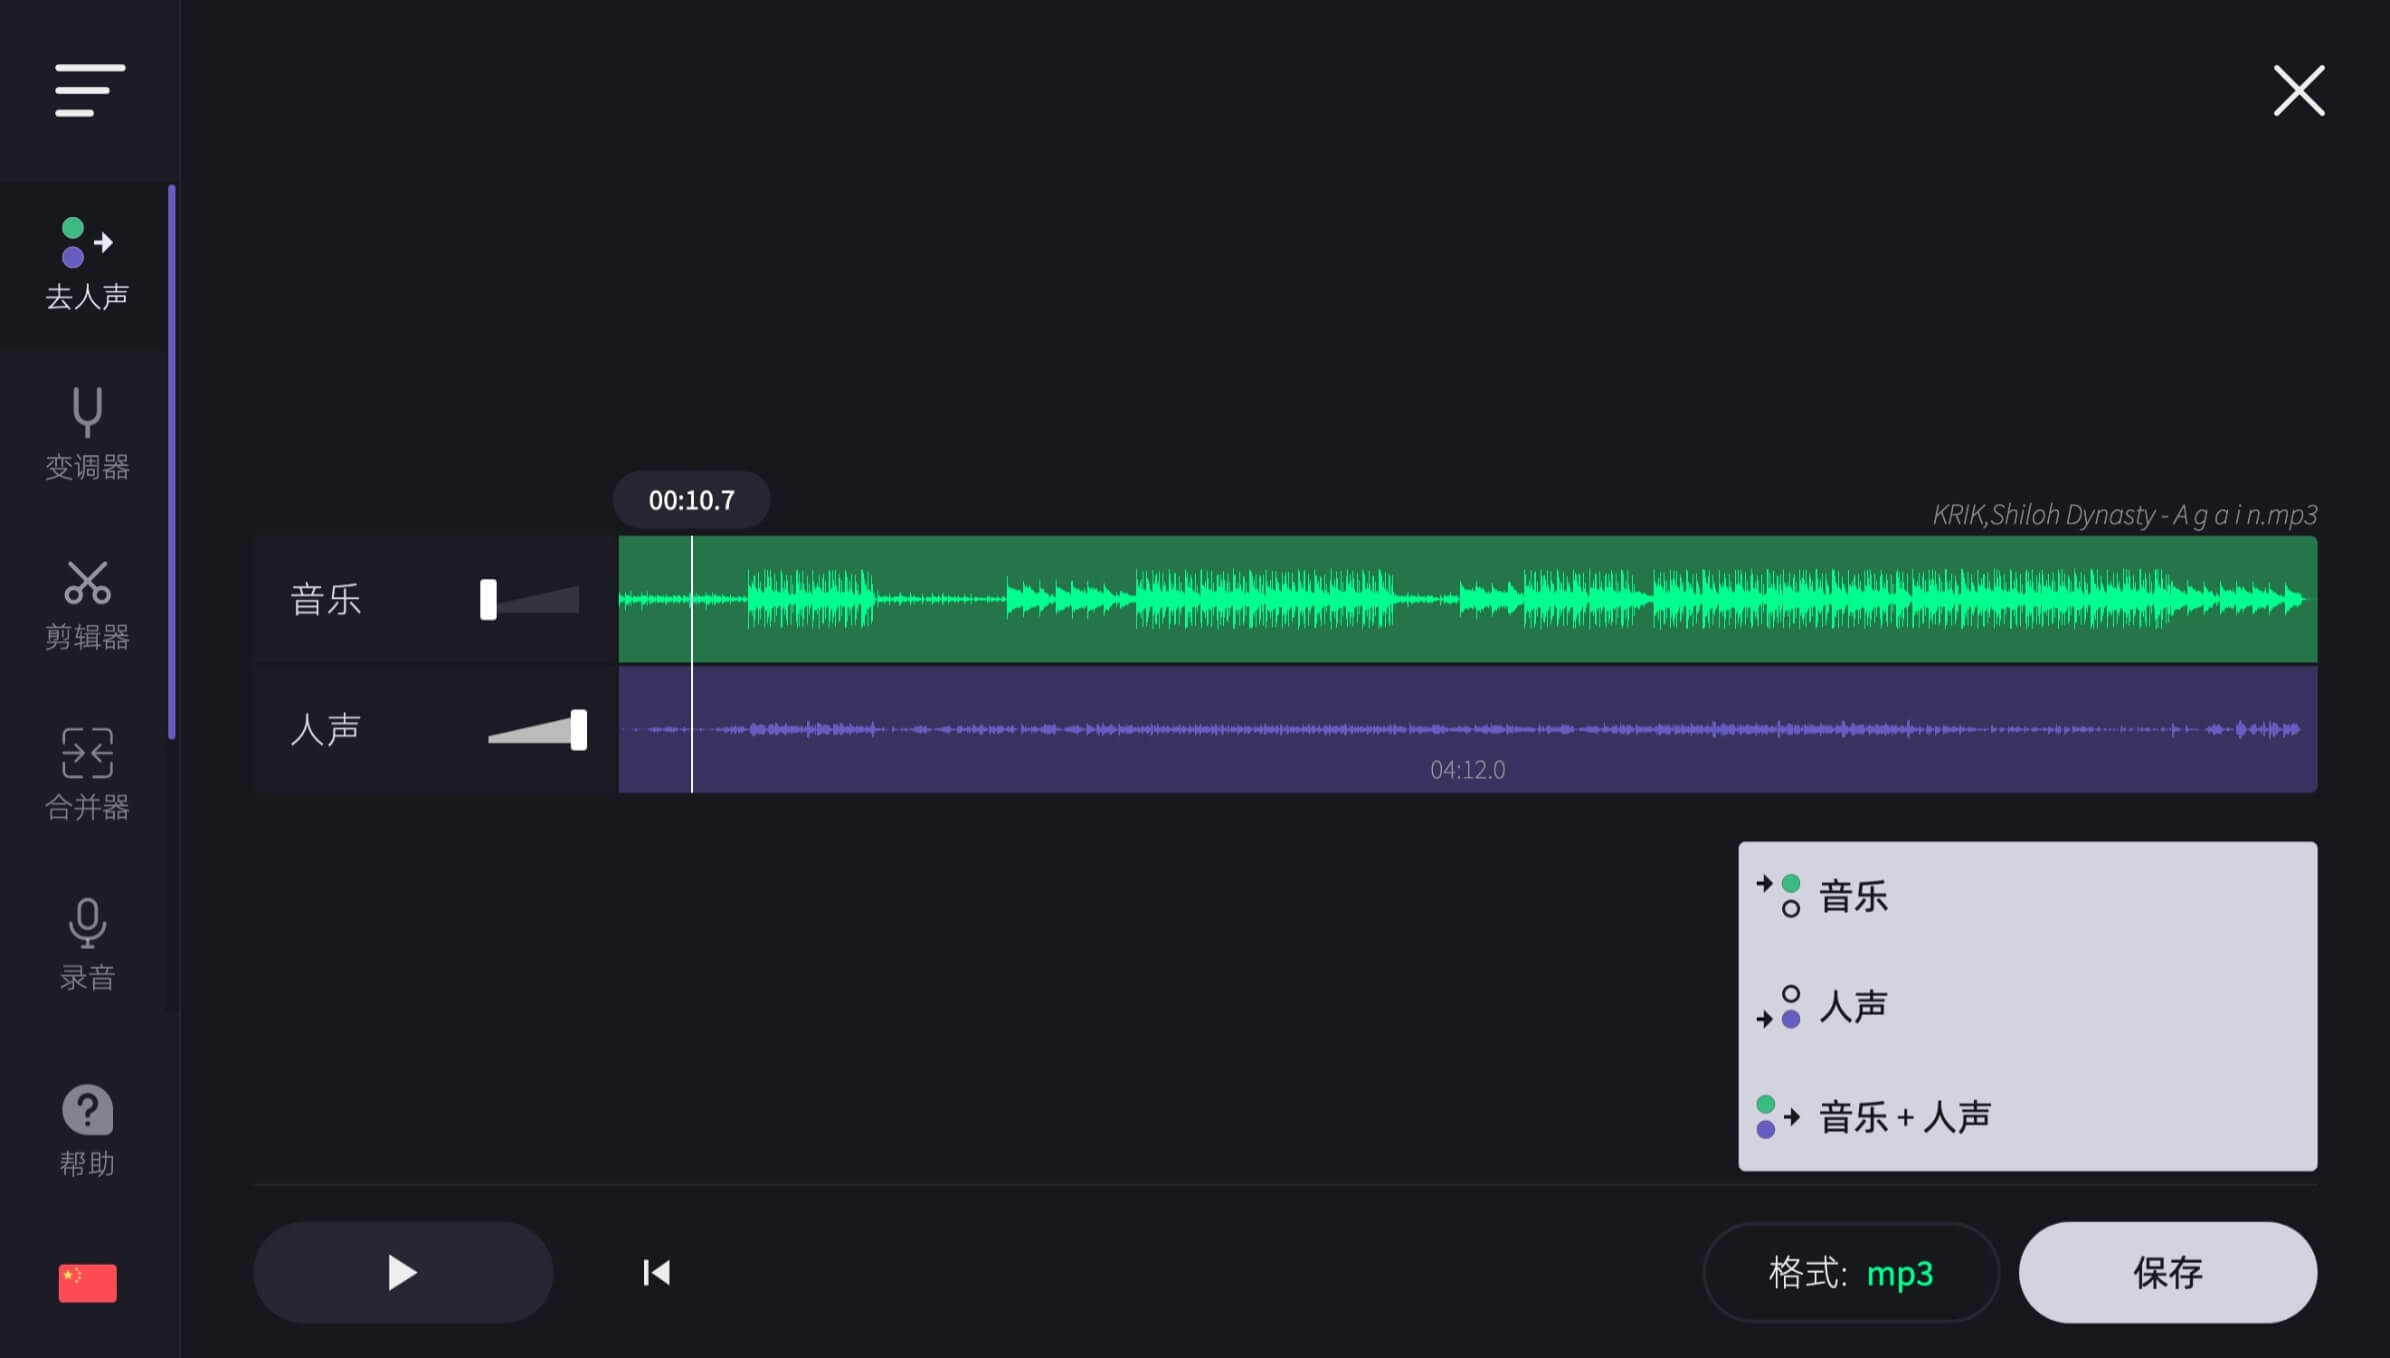 去人声
变调器
剪辑器
合并器
录音
帮助
00:10.7
KRIK,Shiloh Dynasty - A g a i n.mp3
音乐
人声
04:12.0
音乐
人声
音乐 + 人声
格式: mp3
保存